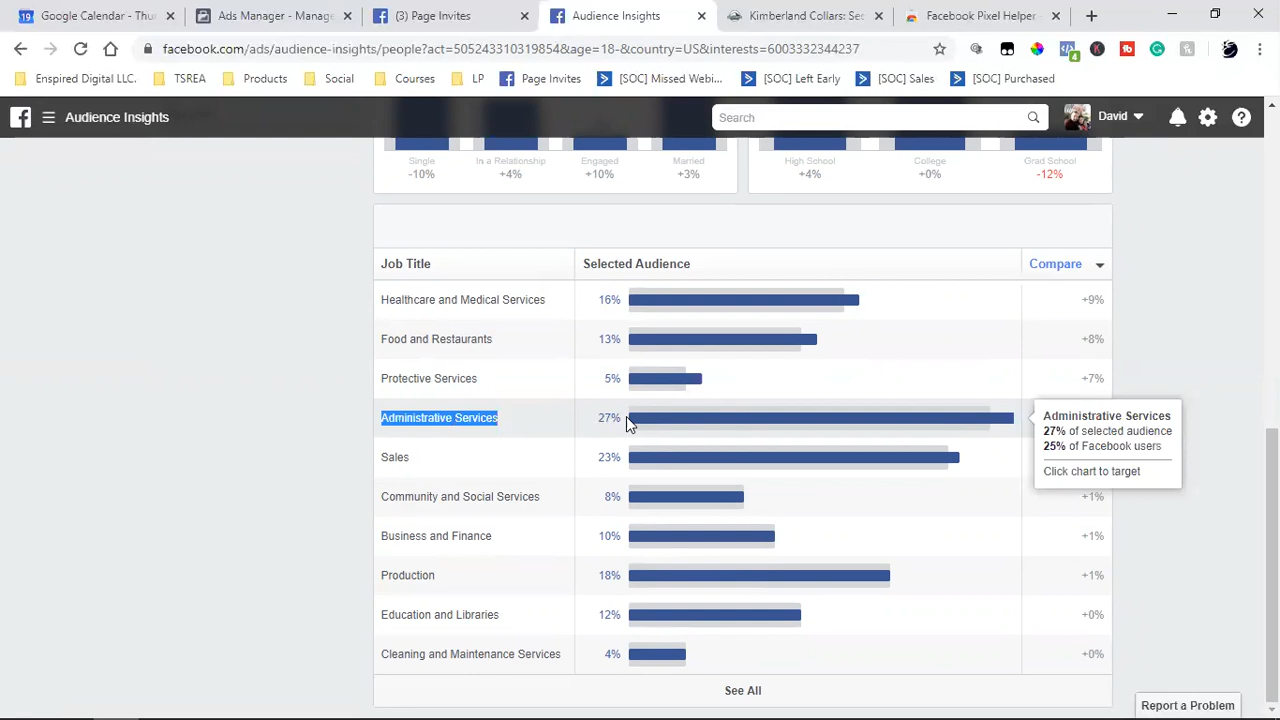 Google Calendar - Thu
Ads Manager - Manage
(3) Page Invites
Audience Insights
Kimberland Collars: Sec
Facebook Pixel Helper -
facebook.com/ads/audience-insights/people?act=505243310319854&age=18-&country=US&interests=6003332344237
4
Enspired Digital LLC.
TSREA
Products
Social
Courses
LP
Page Invites
[SOC] Missed Webi...
[SOC] Left Early
[SOC] Sales
[SOC] Purchased
Audience Insights
Search
David
Single
In a Relationship
Engaged
Married
High School
College
Grad School
-10%
+4%
+10%
+3%
+4%
+0%
-12%
Job Title
Selected Audience
Compare
Healthcare and Medical Services
16%
+9%
Food and Restaurants
13%
+8%
Protective Services
5%
+7%
Administrative Services
27%
Administrative Services
27% of selected audience
25% of Facebook users
Click chart to target
Sales
23%
Community and Social Services
8%
+1%
Business and Finance
10%
+1%
Production
18%
+1%
Education and Libraries
12%
+0%
Cleaning and Maintenance Services
4%
+0%
See All
Report a Problem